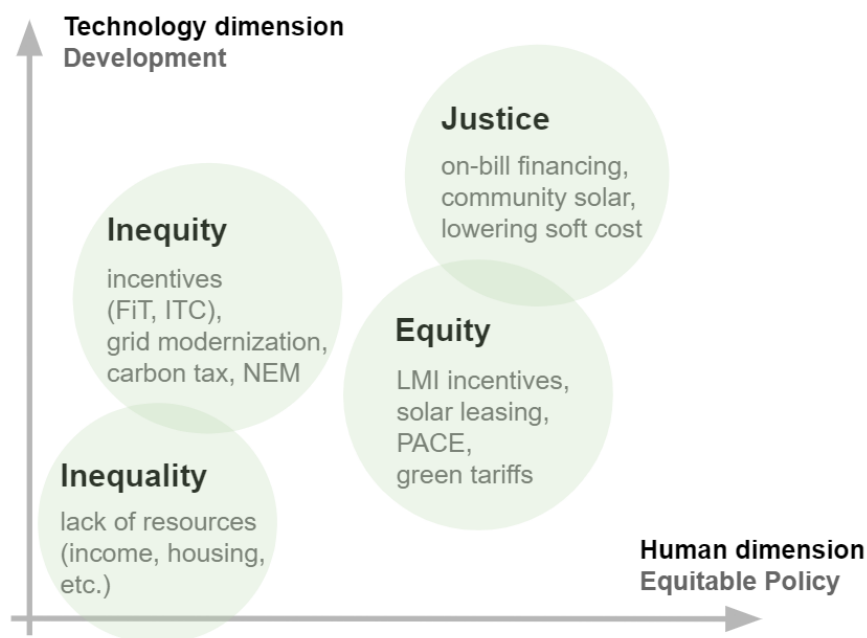 Technology dimension
Development
Justice
on-bill financing,
community solar,
lowering soft cost
Inequity
incentives
(FiT, ITC),
grid modernization,
carbon tax, NEM
Equity
LMI incentives,
solar leasing,
PACE,
green tariffs
Inequality
lack of resources
(income, housing,
etc.)
Human dimension
Equitable Policy